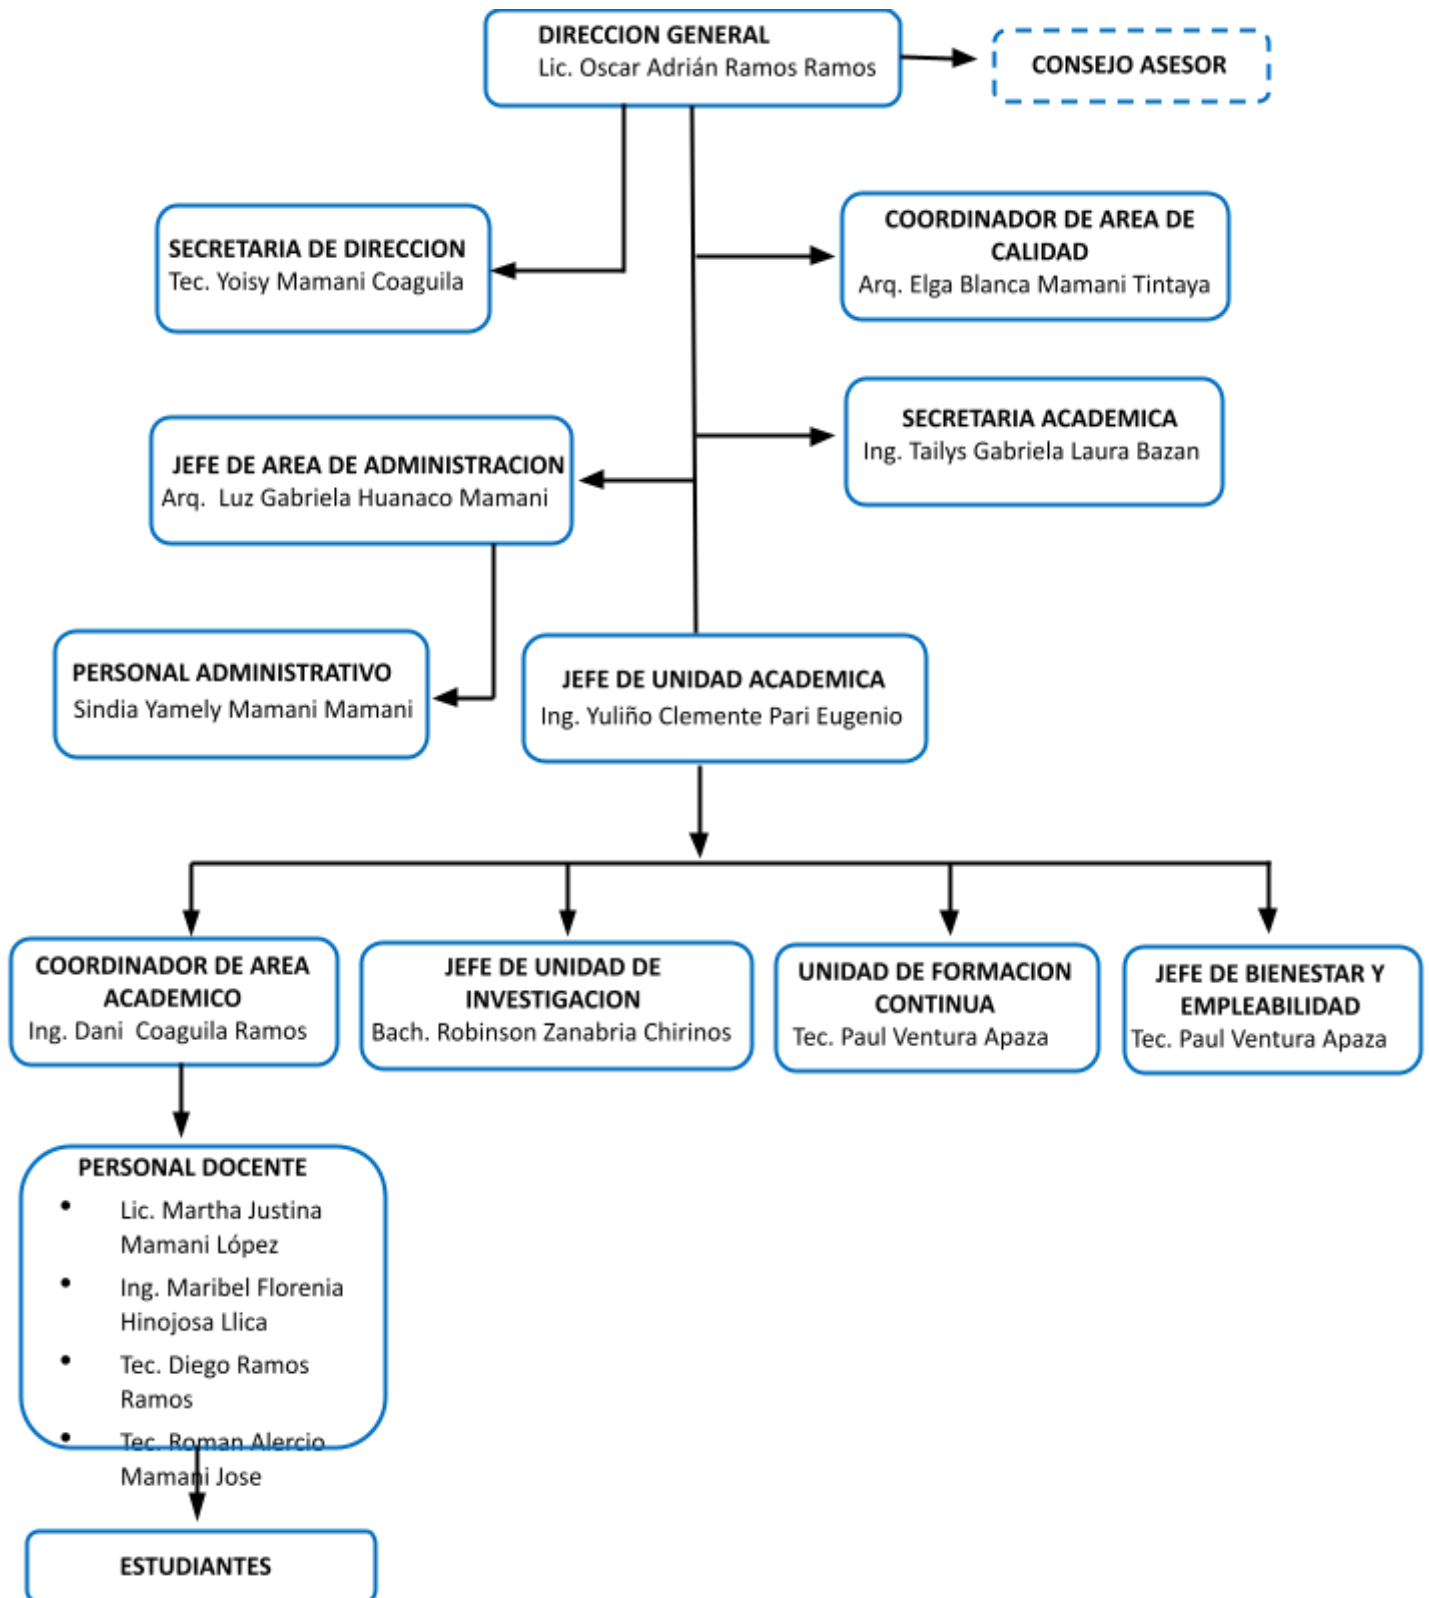 DIRECCION GENERAL
Lic. Oscar Adrián Ramos Ramos
CONSEJO ASESOR
SECRETARIA DE DIRECCION
Tec. Yoisy Mamani Coaguila
COORDINADOR DE AREA DE
CALIDAD
Arq. Elga Blanca Mamani Tintaya
SECRETARIA ACADEMICA
Ing. Tailys Gabriela Laura Bazan
JEFE DE AREA DE ADMINISTRACION
Arq. Luz Gabriela Huanaco Mamani
PERSONAL ADMINISTRATIVO
Sindia Yamely Mamani Mamani
JEFE DE UNIDAD ACADEMICA
Ing. Yuliño Clemente Pari Eugenio
COORDINADOR DE AREA
ACADEMICO
Ing. Dani Coaguila Ramos
JEFE DE UNIDAD DE
INVESTIGACION
Bach. Robinson Zanabria Chirinos
UNIDAD DE FORMACION
CONTINUA
Tec. Paul Ventura Apaza
JEFE DE BIENESTAR Y
EMPLEABILIDAD
Tec. Paul Ventura Apaza
PERSONAL DOCENTE
• Lic. Martha Justina
Mamani López
• Ing. Maribel Florenia
Hinojosa Llica
• Tec. Diego Ramos
Ramos
• Tec. Roman Alercio
Mamani Jose
ESTUDIANTES